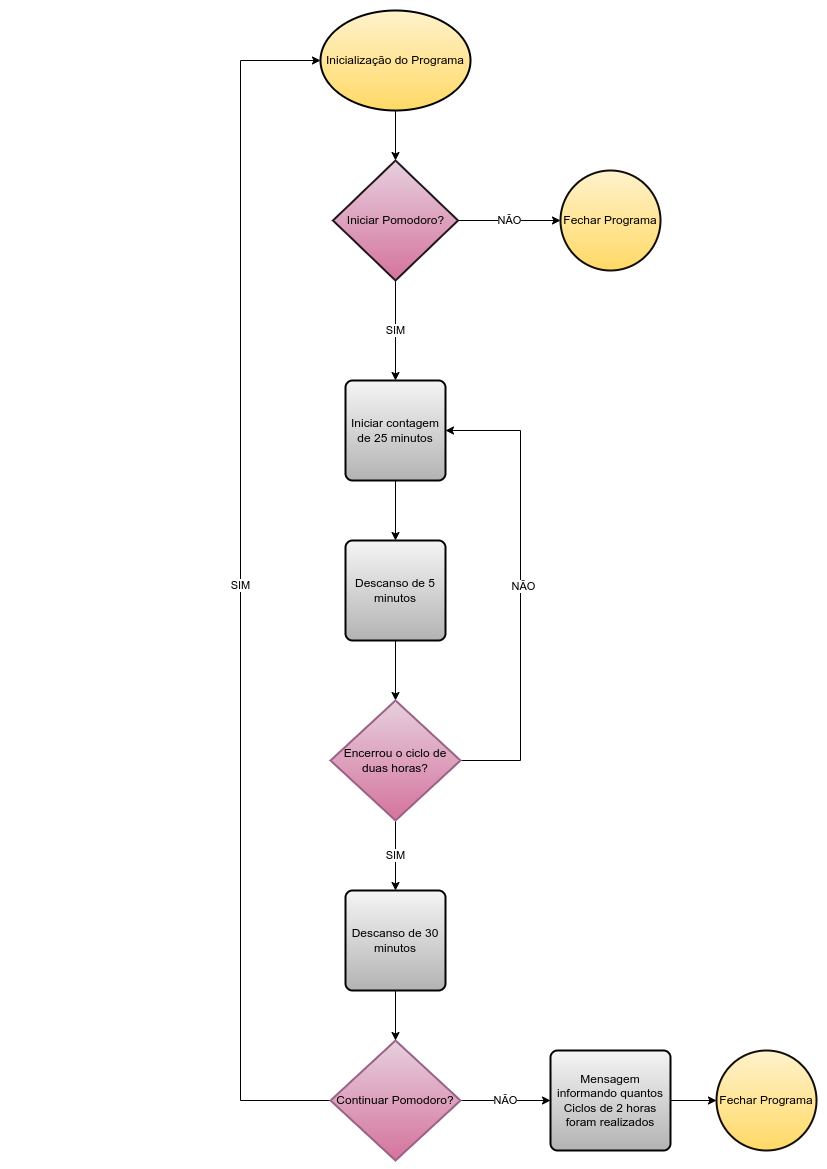 Inicialização do Programa
Iniciar Pomodoro?
NÃO
Fechar Programa
SIM
Iniciar contagem
de 25 minutos
Descanso de 5
minutos
SIM
NÃO
Encerrou o ciclo de
duas horas?
SIM
Descanso de 30
minutos
Continuar Pomodoro?
NÃO
Mensagem
informando quantos
Ciclos de 2 horas
foram realizados
Fechar Programa